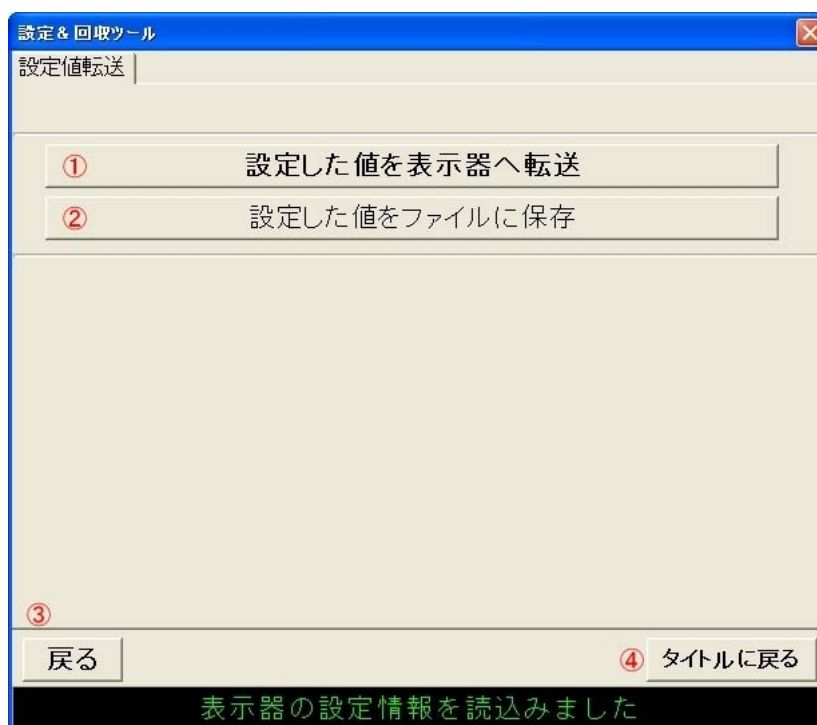 設定&回収ツール
設定値転送
① 設定した値を表示器へ転送
② 設定した値をファイルに保存
③
戻る
④ タイトルに戻る
表示器の設定情報を読込みました